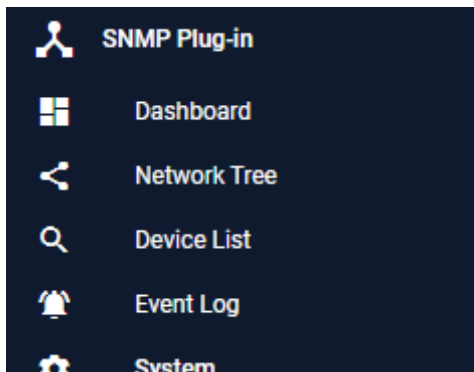 SNMP Plug-in
Dashboard
Network Tree
Device List
Event Log
System